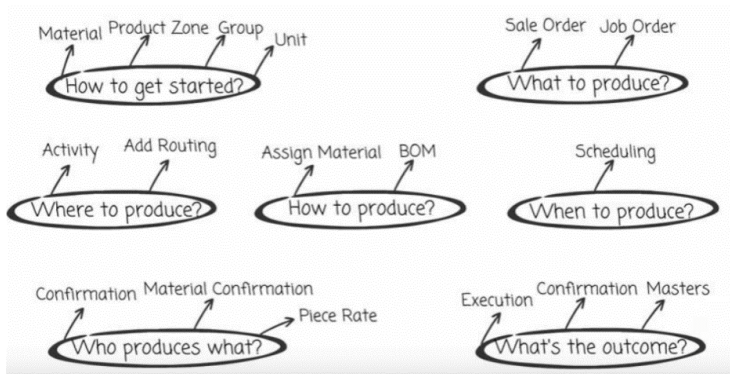 Material Product Zone Group Unit
How to get started?
Sale Order Job Order
What to produce?
Activity Add Routing
Where to produce?
Assign Material BOM
How to produce?
Scheduling
When to produce?
Confirmation Material Confirmation
Piece Rate
Who produces what?
Execution Confirmation Masters
What's the outcome?